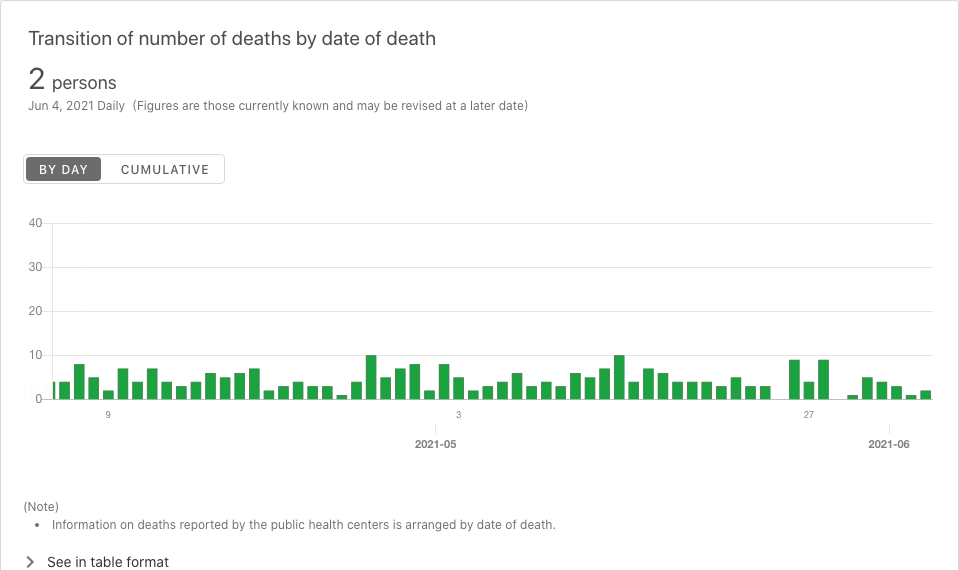 Transition of number of deaths by date of death
2 persons
Jun 4, 2021 Daily (Figures are those currently known and may be revised at a later date)
BY DAY CUMULATIVE
40
30
20
10
0
9 3 27
2021-05 2021-06
(Note)
• Information on deaths reported by the public health centers is arranged by date of death.
See in table format